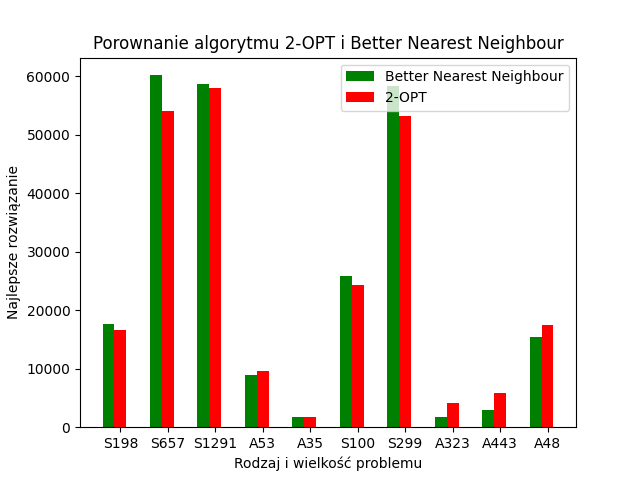 Porownanie algorytmu 2-OPT i Better Nearest Neighbour
Better Nearest Neighbour
2-OPT
60000
50000
40000
30000
20000
10000
0
Najlepsze rozwiązanie
S198 S657 S1291 A53 A35 S100 S299 A323 A443 A48
Rodzaj i wielkość problemu